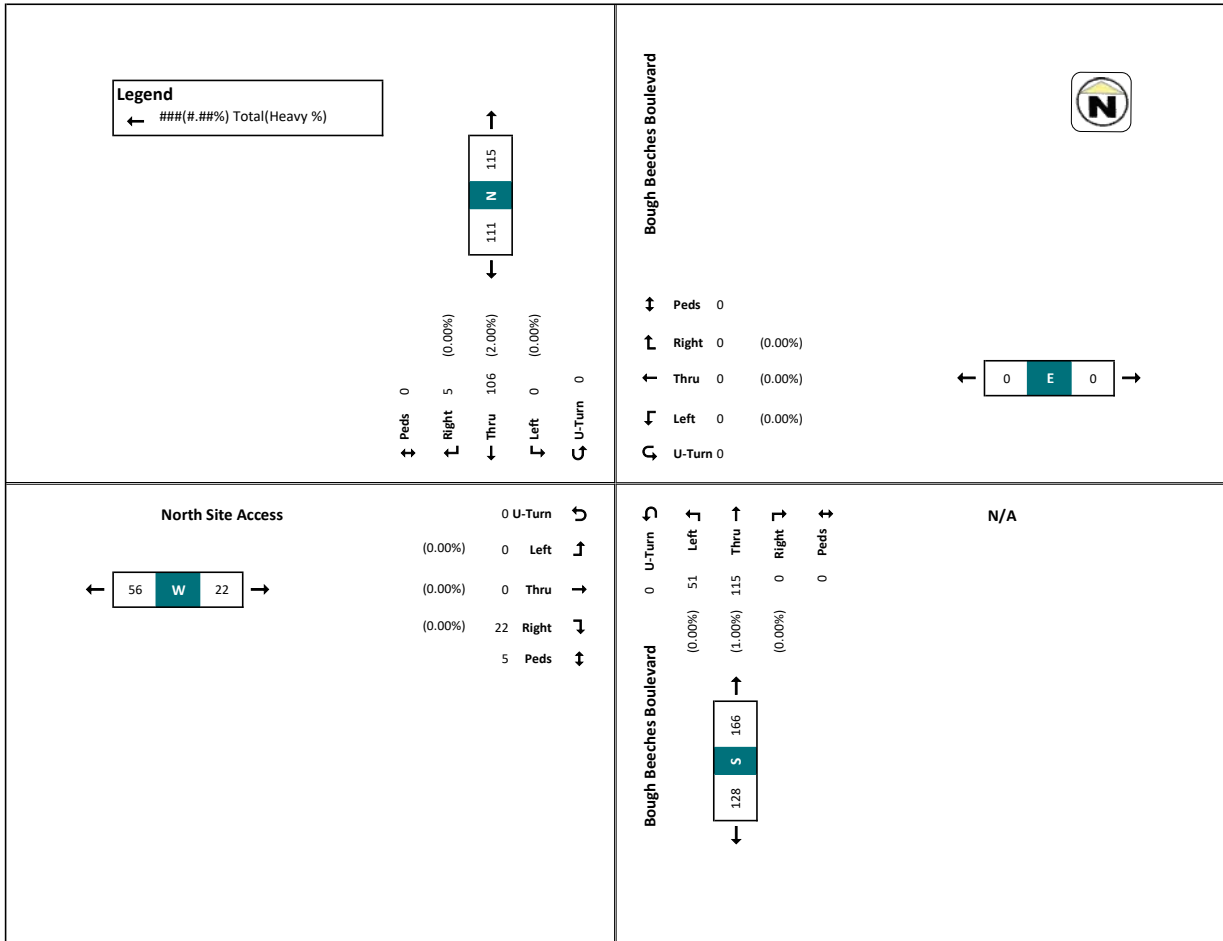 Legend
###(#.##%) Total(Heavy %)
115
N
111
(0.00%)
(2.00%)
(0.00%)
Peds 0
Right 5
Thru 106
Left 0
U-Turn 0
Bough Beeches Boulevard
N
Peds 0
Right 0 (0.00%)
Thru 0 (0.00%)
Left 0 (0.00%)
U-Turn 0
0 E 0
North Site Access
0 U-Turn
(0.00%) 0 Left
(0.00%) 0 Thru
(0.00%) 22 Right
5 Peds
56 W 22
N/A
0 U-Turn
(0.00%) 51 Left
(1.00%) 115 Thru
(0.00%) 0 Right
0 Peds
Bough Beeches Boulevard
166
S
128